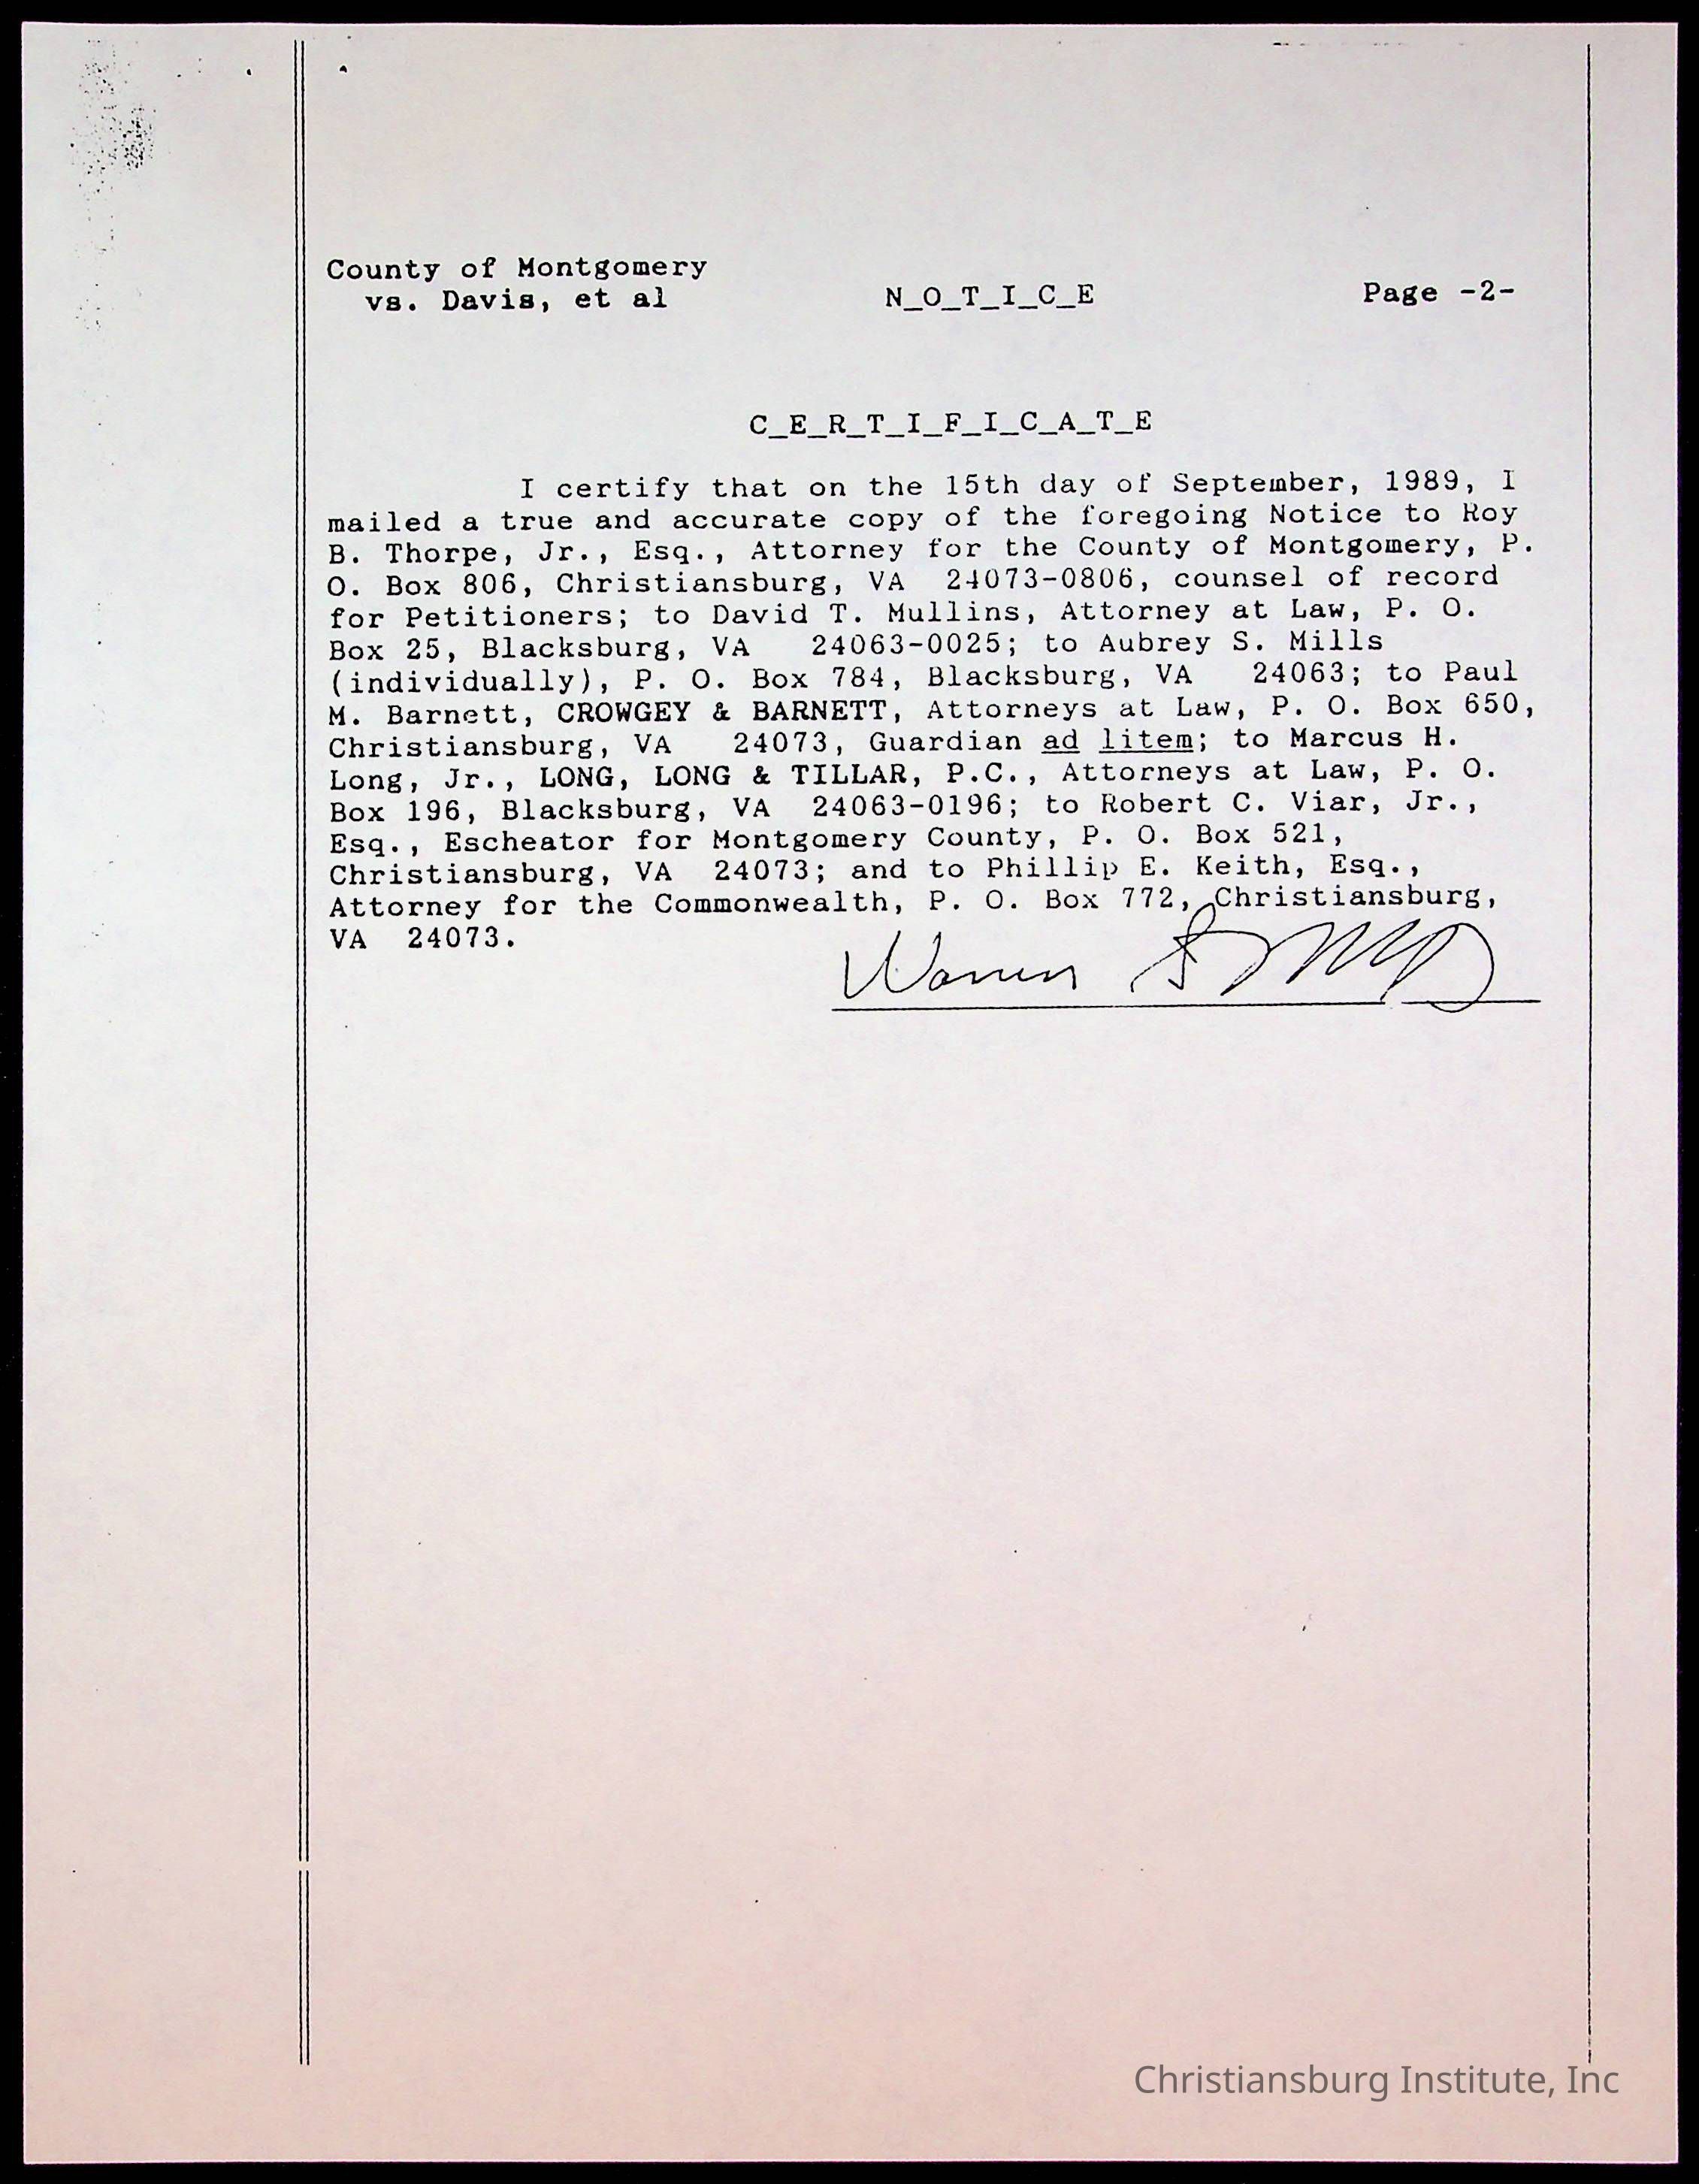 County of Montgomery
vs. Davis, et al
N_O_T_I_C_E
Page -2-
C_E_R_T_I_F_I_C_A_T_E
I certify that on the 15th day of September, 1989, I
mailed a true and accurate copy of the foregoing Notice to Roy
B. Thorpe, Jr., Esq., Attorney for the County of Montgomery, P.
O. Box 806, Christiansburg, VA 24073-0806, counsel of record
for Petitioners; to David T. Mullins, Attorney at Law, P. O.
Box 25, Blacksburg, VA 24063-0025; to Aubrey S. Mills
(individually), P. O. Box 784, Blacksburg, VA 24063; to Paul
M. Barnett, CROWGEY & BARNETT, Attorneys at Law, P. O. Box 650,
Christiansburg, VA 24073, Guardian ad litem; to Marcus H.
Long, Jr., LONG, LONG & TILLAR, P.C., Attorneys at Law, P. O.
Box 196, Blacksburg, VA 24063-0196; to Robert C. Viar, Jr.,
Esq., Escheator for Montgomery County, P. O. Box 521,
Christiansburg, VA 24073; and to Phillip E. Keith, Esq.,
Attorney for the Commonwealth, P. O. Box 772, Christiansburg,
VA 24073.
Christiansburg Institute, Inc